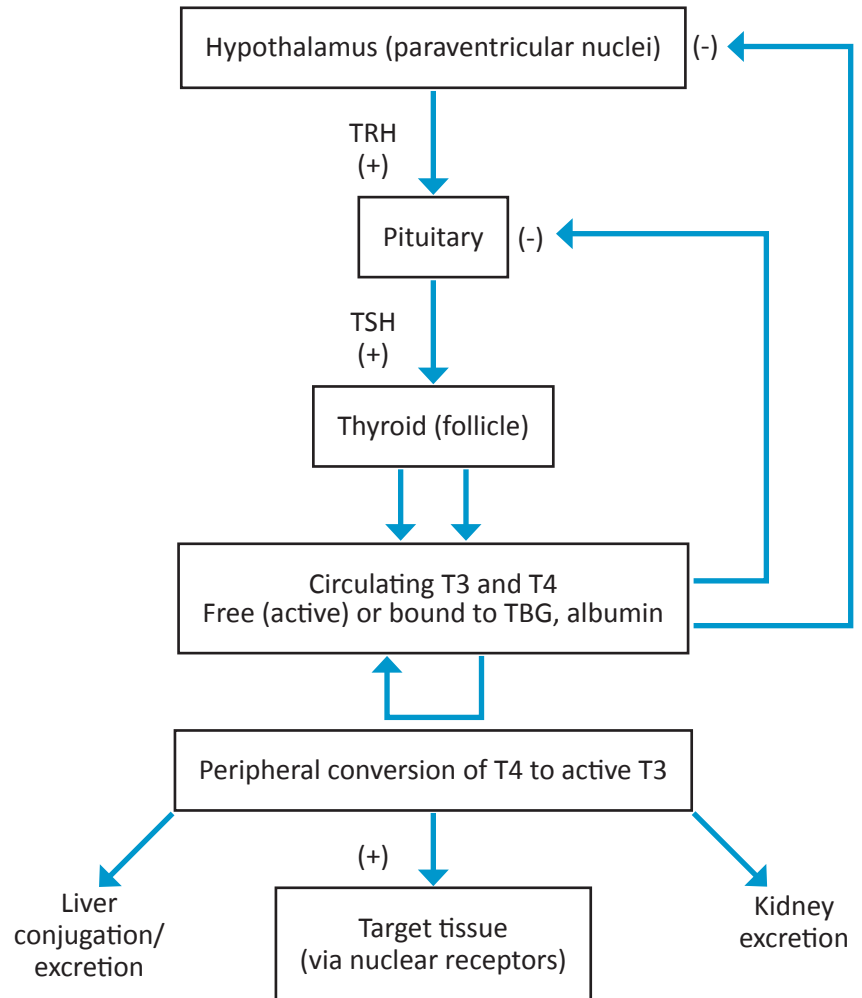 Hypothalamus (paraventricular nuclei)
(-)
TRH
(+)
Pituitary
(-)
TSH
(+)
Thyroid (follicle)
Circulating T3 and T4
Free (active) or bound to TBG, albumin
Peripheral conversion of T4 to active T3
(+)
Liver
conjugation/
excretion
Target tissue
(via nuclear receptors)
Kidney
excretion